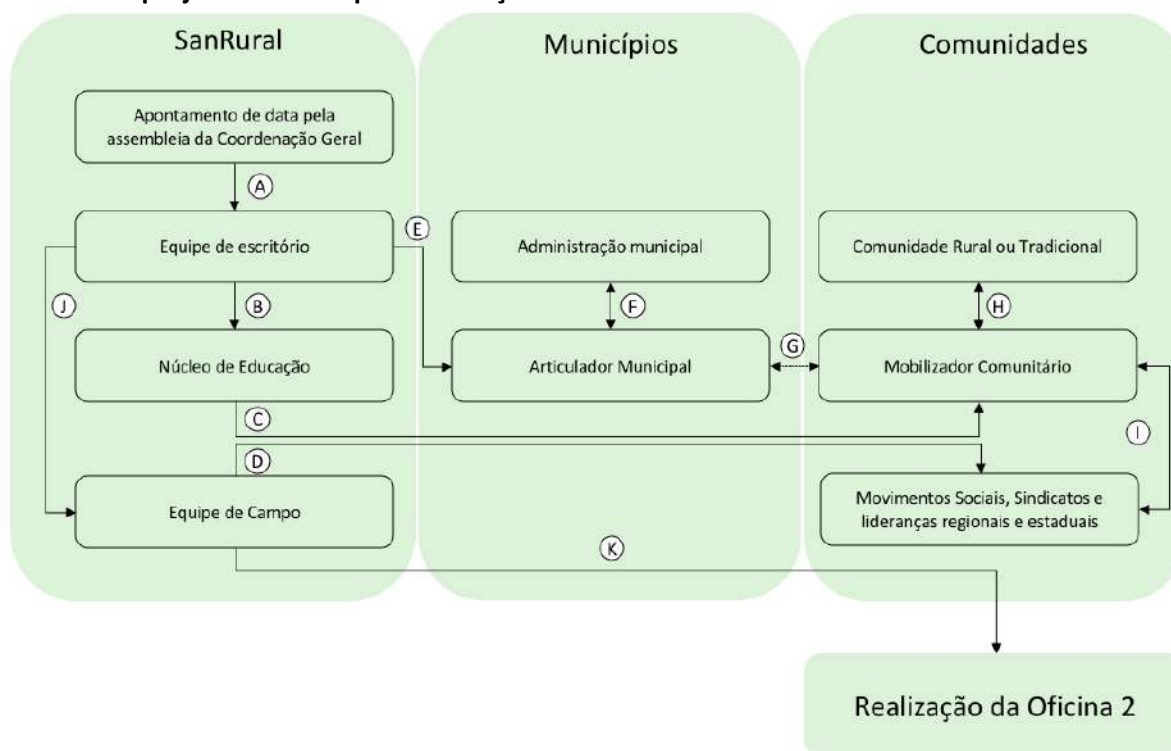 SanRural
Municípios
Comunidades
Apontamento de data pela
assembleia da Coordenação Geral
A
Equipe de escritório
E
Administração municipal
Comunidade Rural ou Tradicional
J
B
F
H
Núcleo de Educação
Articulador Municipal
G
Mobilizador Comunitário
C
I
D
Equipe de Campo
Movimentos Sociais, Sindicatos e
lideranças regionais e estaduais
K
Realização da Oficina 2